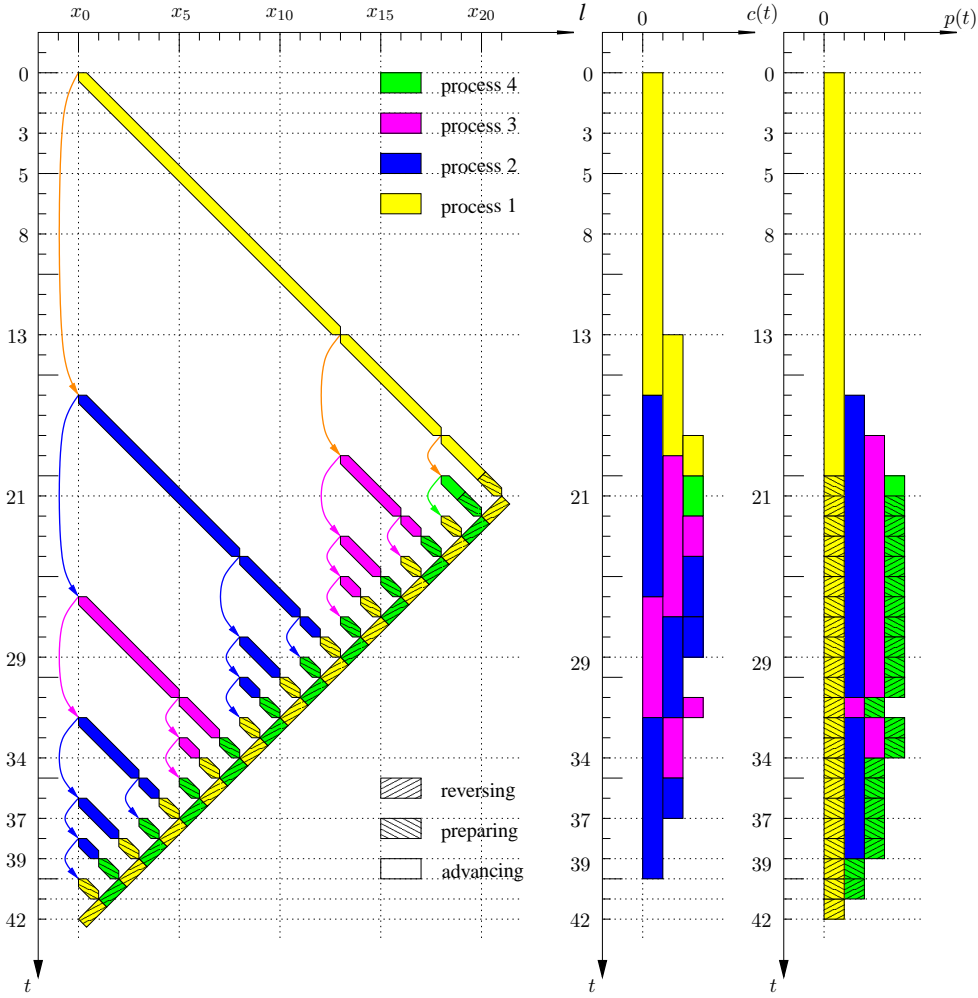 x0 x5 x10 x15 x20 l
0 c(t)
0 p(t)
process 4
process 3
process 2
process 1
0
3
5
8
13
21
29
34
37
39
42
t
reversing
preparing
advancing
0
3
5
8
13
21
29
34
37
39
42
t
0
3
5
8
13
21
29
34
37
39
42
t